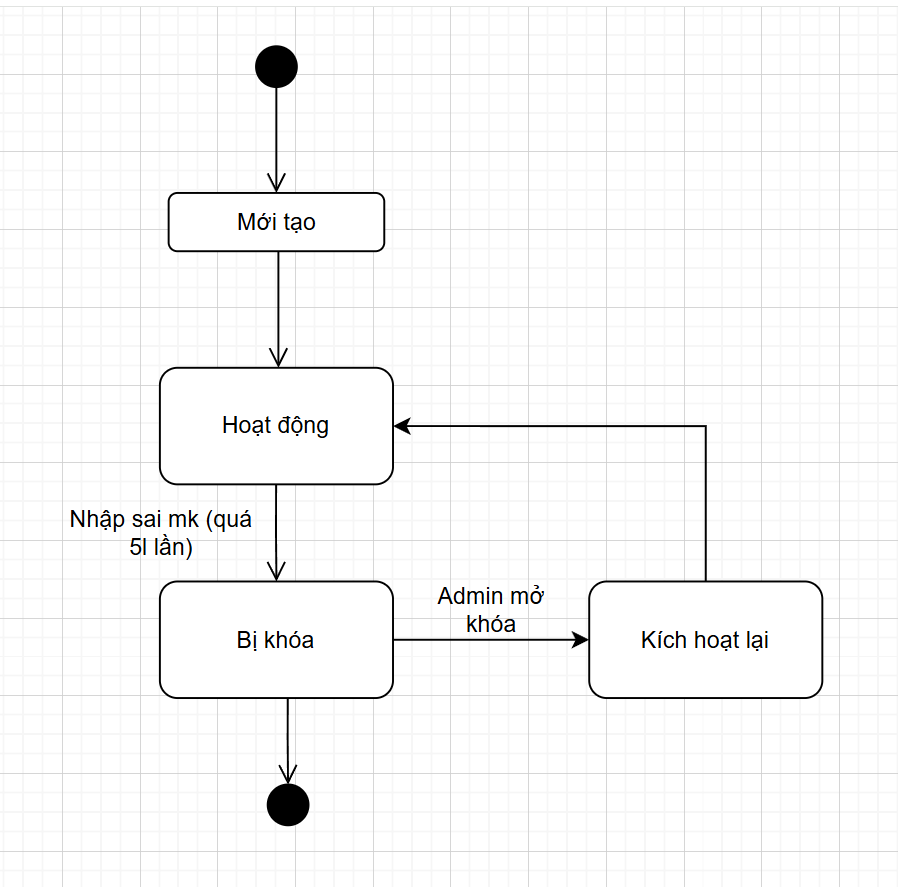 Mới tạo
Hoạt động
Nhập sai mk (quá
5l lần)
Bị khóa
Admin mở
khóa
Kích hoạt lại